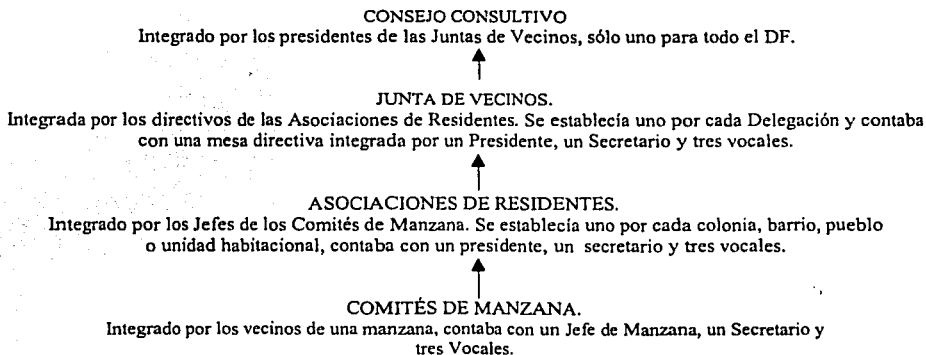 CONSEJO CONSULTIVO
Integrado por los presidentes de las Juntas de Vecinos, sólo uno para todo el DF.
JUNTA DE VECINOS.
Integrada por los directivos de las Asociaciones de Residentes. Se establecía uno por cada Delegación y contaba
con una mesa directiva integrada por un Presidente, un Secretario y tres vocales.
ASOCIACIONES DE RESIDENTES.
Integrado por los Jefes de los Comités de Manzana. Se establecía uno por cada colonia, barrio, pueblo
o unidad habitacional, contaba con un presidente, un secretario y tres vocales.
COMITÉS DE MANZANA.
Integrado por los vecinos de una manzana, contaba con un Jefe de Manzana, un Secretario y
tres Vocales.